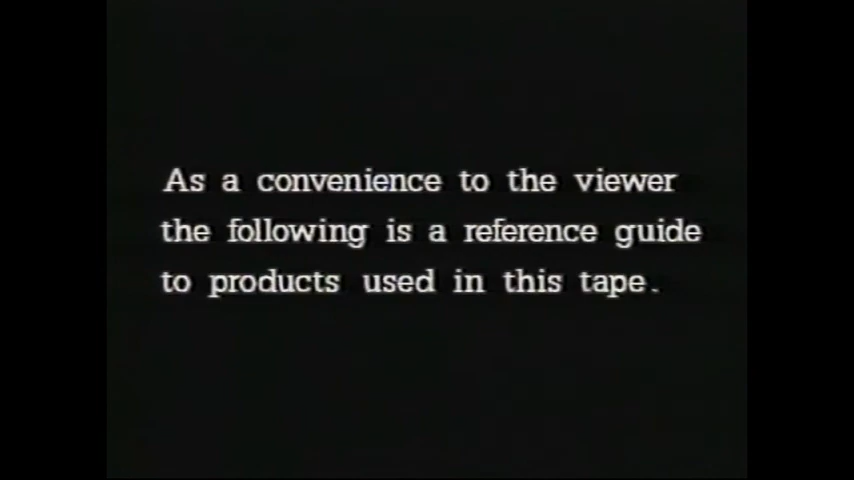 As a convenience to the viewer
the following is a reference guide
to products used in this tape.